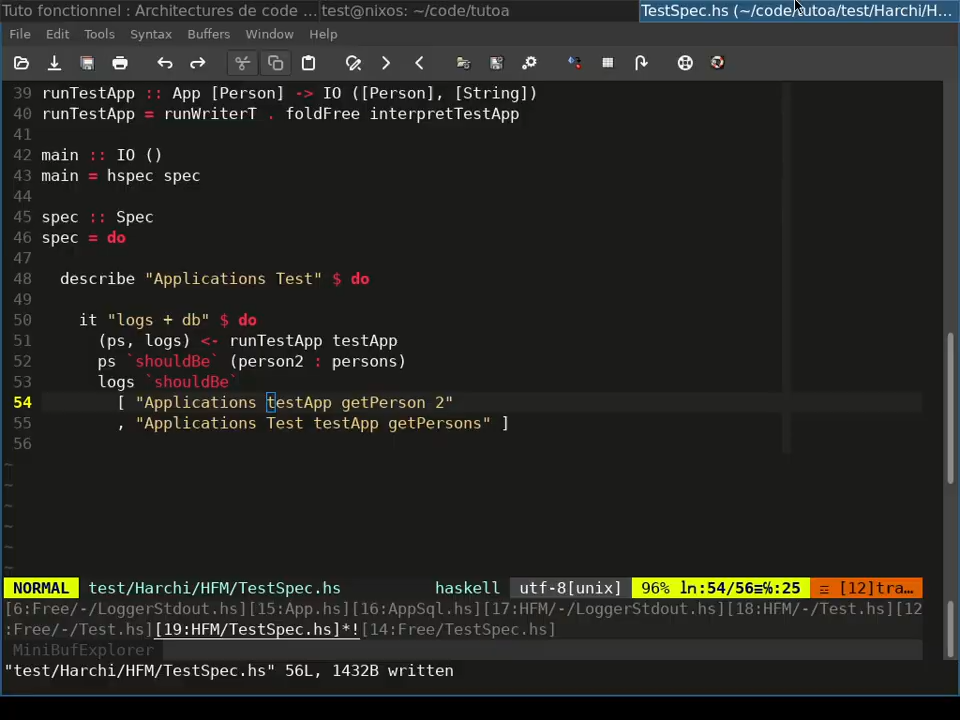 Tuto fonctionnel : Architectures de code ... test@nixos: ~/code/tutoa TestSpec.hs (~/code/tutoa/test/Harchi/H...
File Edit Tools Syntax Buffers Window Help
39 runTestApp :: App [Person] -> IO ([Person], [String])
40 runTestApp = runWriterT . foldFree interpretTestApp
41
42 main :: IO ()
43 main = hspec spec
44
45 spec :: Spec
46 spec = do
47
48   describe "Applications Test" $ do
49
50     it "logs + db" $ do
51       (ps, logs) <- runTestApp testApp
52       ps `shouldBe` (person2 : persons)
53       logs `shouldBe`
54         [ "Applications testApp getPerson 2"
55         , "Applications Test testApp getPersons" ]
56
~
~
~
~
~
~
NORMAL test/Harchi/HFM/TestSpec.hs haskell utf-8[unix] 96% ln:54/56≡℅:25 ☲ [12]tra…
[6:Free/-/LoggerStdout.hs][15:App.hs][16:AppSql.hs][17:HFM/-/LoggerStdout.hs][18:HFM/-/Test.hs][12
:Free/-/Test.hs][19:HFM/TestSpec.hs]*![14:Free/TestSpec.hs]
MiniBufExplorer
"test/Harchi/HFM/TestSpec.hs" 56L, 1432B written